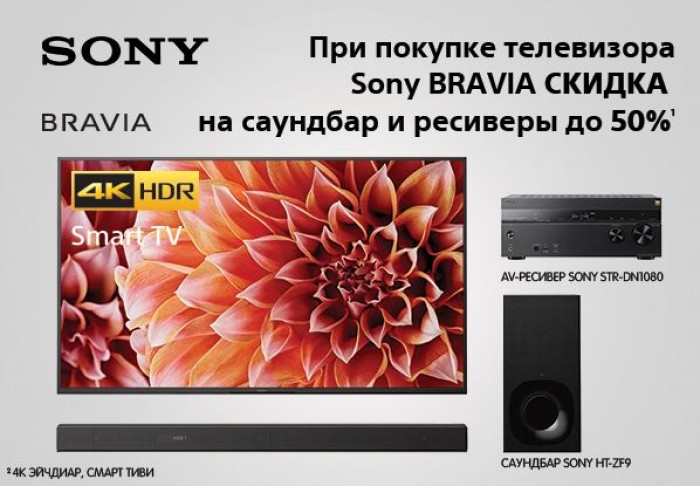 SONY
BRAVIA
При покупке телевизора
Sony BRAVIA СКИДКА
на саундбар и ресиверы до 50%¹
4K HDR
Smart TV
AV-РЕСИВЕР SONY STR-DN1080
САУНДБАР SONY HT-ZF9
² 4K ЭЙЧДИАР, СМАРТ ТИВИ